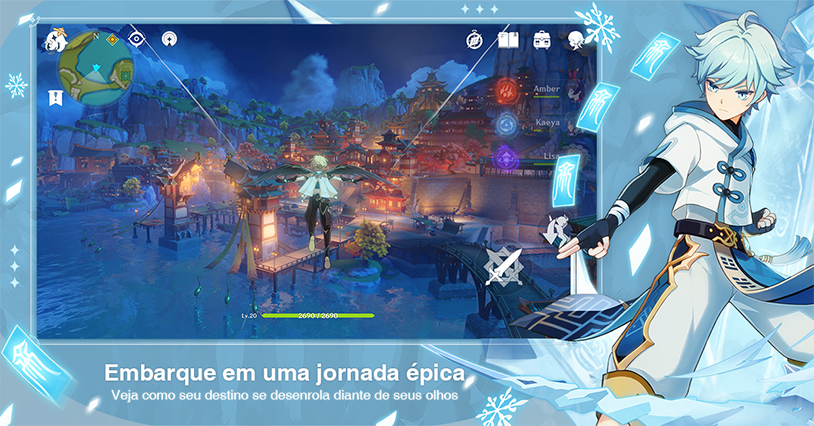 Amber
Kaeya
Lisa
Lv.20 2690 / 2690
Embarque em uma jornada épica
Veja como seu destino se desenrola diante de seus olhos